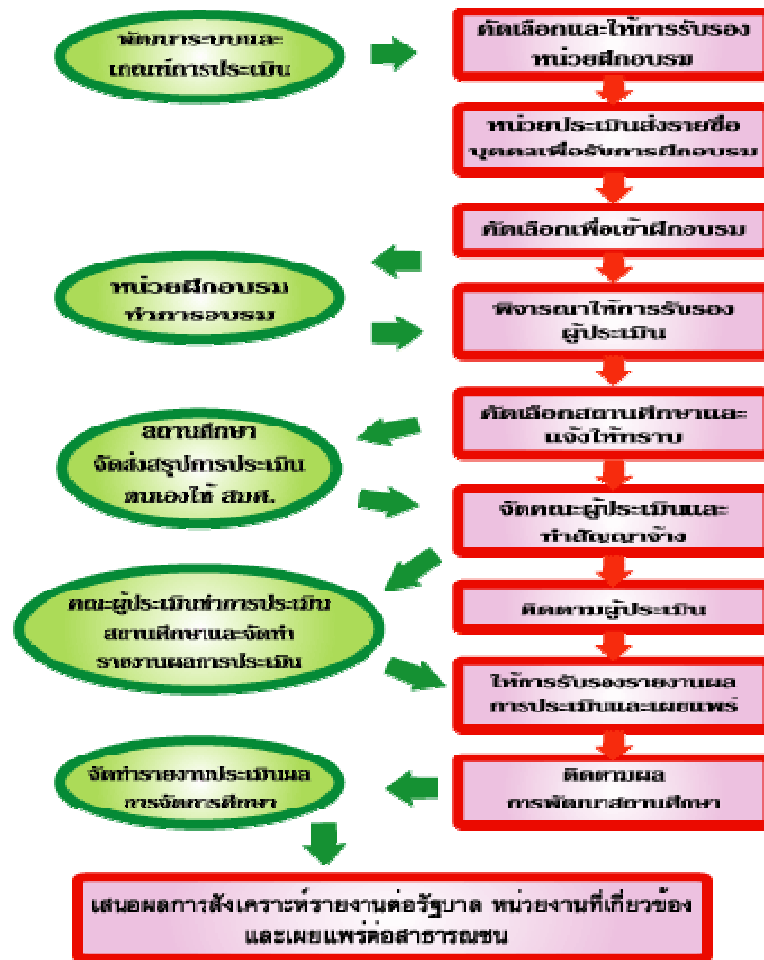 พัฒนาระบบและ
เกณฑ์การประเมิน
คัดเลือกและให้การรับรอง
หน่วยฝึกอบรม
หน่วยประเมินส่งรายชื่อ
บุคคลเพื่อรับการฝึกอบรม
คัดเลือกเพื่อเข้าฝึกอบรม
หน่วยฝึกอบรม
ทำการอบรม
พิจารณาให้การรับรอง
ผู้ประเมิน
คัดเลือกสถานศึกษาและ
แจ้งให้ทราบ
สถานศึกษา
จัดส่งสรุปการประเมิน
ตนเองให้ สมศ.
จัดคณะผู้ประเมินและ
ทำสัญญาจ้าง
คณะผู้ประเมินทำการประเมิน
สถานศึกษาและจัดทำ
รายงานผลการประเมิน
ติดตามผู้ประเมิน
ให้การรับรองรายงานผล
การประเมินและเผยแพร่
จัดทำรายงานประเมินผล
การจัดการศึกษา
ติดตามผล
การพัฒนาสถานศึกษา
เสนอผลการสังเคราะห์รายงานต่อรัฐบาล หน่วยงานที่เกี่ยวข้อง
และเผยแพร่ต่อสาธารณชน